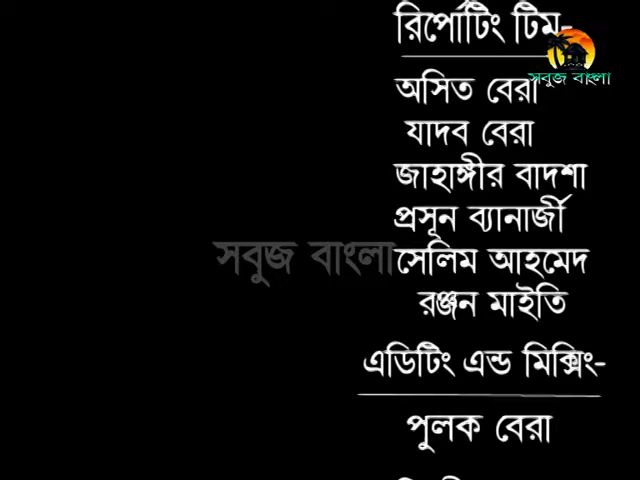 রিপোর্টিং টিম-
সবুজ বাংলা
অসিত বেরা
যাদব বেরা
জাহাঙ্গীর বাদশা
প্রসূন ব্যানার্জী
সবুজ বাংলা
সেলিম আহমেদ
রঞ্জন মাইতি
এডিটিং এন্ড মিক্সিং-
পুলক বেরা